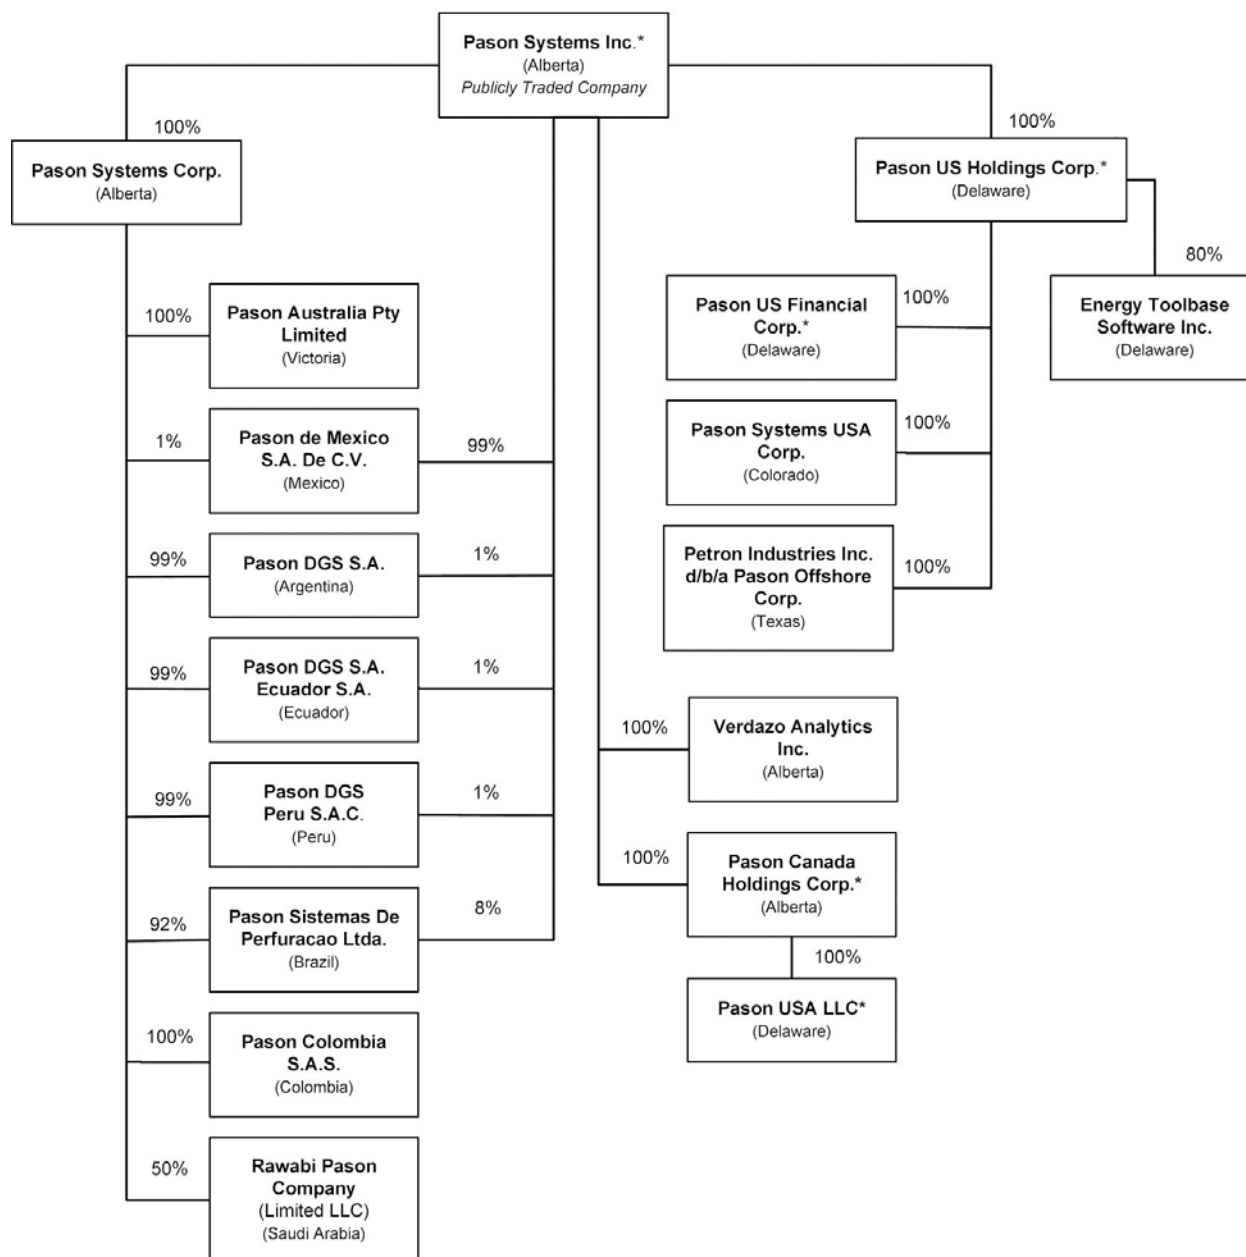 Pason Systems Inc.*
(Alberta)
Publicly Traded Company
100%
100%
Pason Systems Corp.
(Alberta)
Pason US Holdings Corp.*
(Delaware)
80%
100%
Pason Australia Pty
Limited
(Victoria)
Pason US Financial
Corp.*
(Delaware)
100%
Energy Toolbase
Software Inc.
(Delaware)
1%
Pason de Mexico
S.A. De C.V.
(Mexico)
99%
Pason Systems USA
Corp.
(Colorado)
100%
99%
Pason DGS S.A.
(Argentina)
1%
Petron Industries Inc.
d/b/a Pason Offshore
Corp.
(Texas)
100%
99%
Pason DGS S.A.
Ecuador S.A.
(Ecuador)
1%
100%
Verdazo Analytics
Inc.
(Alberta)
99%
Pason DGS
Peru S.A.C.
(Peru)
1%
100%
Pason Canada
Holdings Corp.*
(Alberta)
92%
Pason Sistemas De
Perfuracao Ltda.
(Brazil)
8%
100%
Pason USA LLC*
(Delaware)
100%
Pason Colombia
S.A.S.
(Colombia)
50%
Rawabi Pason
Company
(Limited LLC)
(Saudi Arabia)